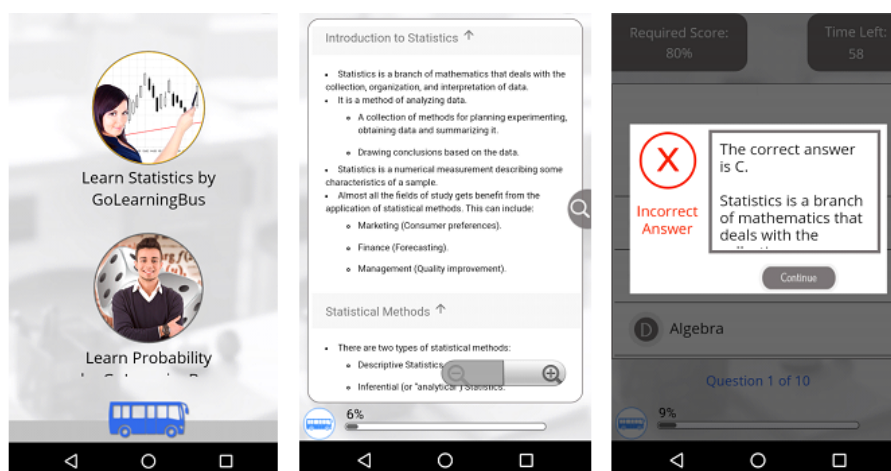 Learn Statistics by
GoLearningBus
Learn Probability
Introduction to Statistics ↑
• Statistics is a branch of mathematics that deals with the
collection, organization, and interpretation of data.
• It is a method of analyzing data.
A collection of methods for planning experimenting,
obtaining data and summarizing it.
Drawing conclusions based on the data.
• Statistics is a numerical measurement describing some
characteristics of a sample.
• Almost all the fields of study gets benefit from the
application of statistical methods. This can include:
Marketing (Consumer preferences).
Finance (Forecasting).
Management (Quality improvement).
Statistical Methods ↑
• There are two types of statistical methods:
Descriptive Statistics
Inferential (or "analytical") Statistics.
6%
Required Score:
80%
Time Left:
58
X
Incorrect
Answer
The correct answer
is C.
Statistics is a branch
of mathematics that
deals with the
Continue
D Algebra
Question 1 of 10
9%